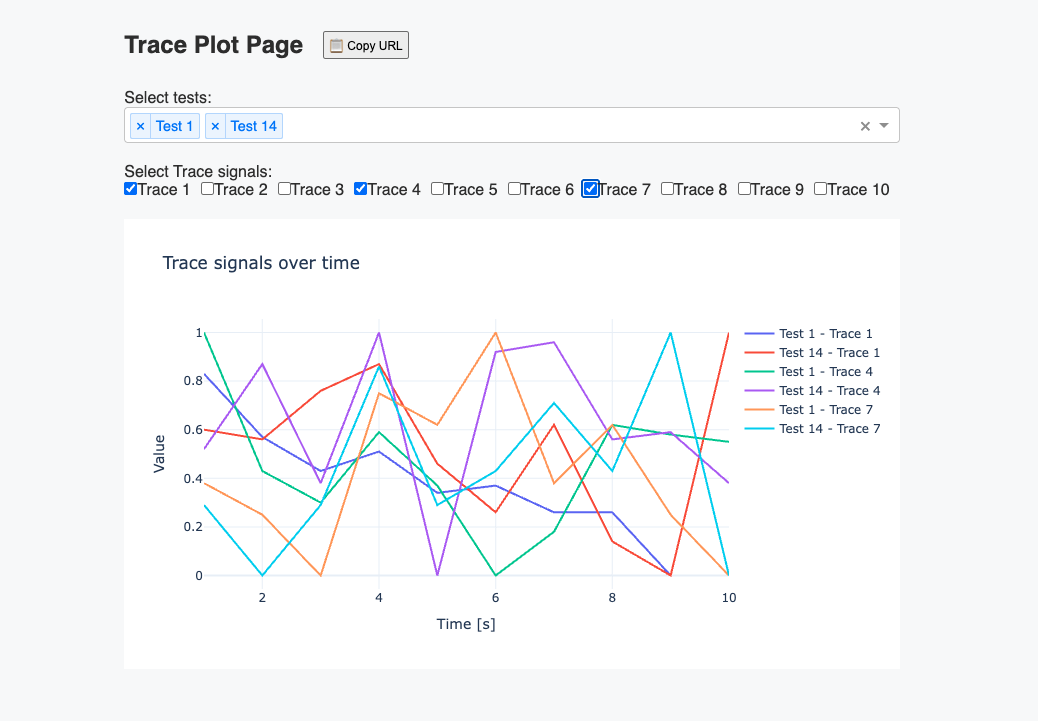 Trace Plot Page
Copy URL
Select tests:
× Test 1 × Test 14
Select Trace signals:
Trace 1 Trace 2 Trace 3 Trace 4 Trace 5 Trace 6 Trace 7 Trace 8 Trace 9 Trace 10
Trace signals over time
Value
1
0.8
0.6
0.4
0.2
0
2 4 6 8 10
Time [s]
Test 1 - Trace 1
Test 14 - Trace 1
Test 1 - Trace 4
Test 14 - Trace 4
Test 1 - Trace 7
Test 14 - Trace 7